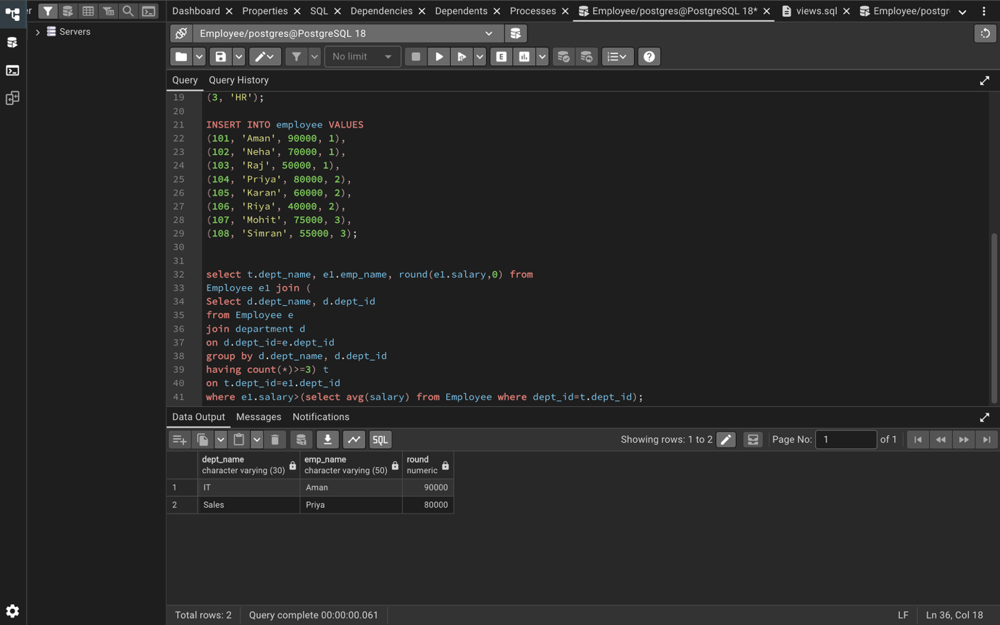 er
Dashboard Properties SQL Dependencies Dependents Processes Employee/postgres@PostgreSQL 18* views.sql Employee/postgr
Servers
Employee/postgres@PostgreSQL 18
No limit E
Query Query History
19 (3, 'HR');
20
21 INSERT INTO employee VALUES
22 (101, 'Aman', 90000, 1),
23 (102, 'Neha', 70000, 1),
24 (103, 'Raj', 50000, 1),
25 (104, 'Priya', 80000, 2),
26 (105, 'Karan', 60000, 2),
27 (106, 'Riya', 40000, 2),
28 (107, 'Mohit', 75000, 3),
29 (108, 'Simran', 55000, 3);
30
31
32 select t.dept_name, e1.emp_name, round(e1.salary,0) from
33 Employee e1 join (
34 Select d.dept_name, d.dept_id
35 from Employee e
36 join department d
37 on d.dept_id=e.dept_id
38 group by d.dept_name, d.dept_id
39 having count(*)>=3) t
40 on t.dept_id=e1.dept_id
41 where e1.salary>(select avg(salary) from Employee where dept_id=t.dept_id);
Data Output Messages Notifications
SQL Showing rows: 1 to 2 Page No: 1 of 1
dept_name emp_name round
character varying (30) character varying (50) numeric
1 IT Aman 90000
2 Sales Priya 80000
Total rows: 2 Query complete 00:00:00.061 LF Ln 36, Col 18